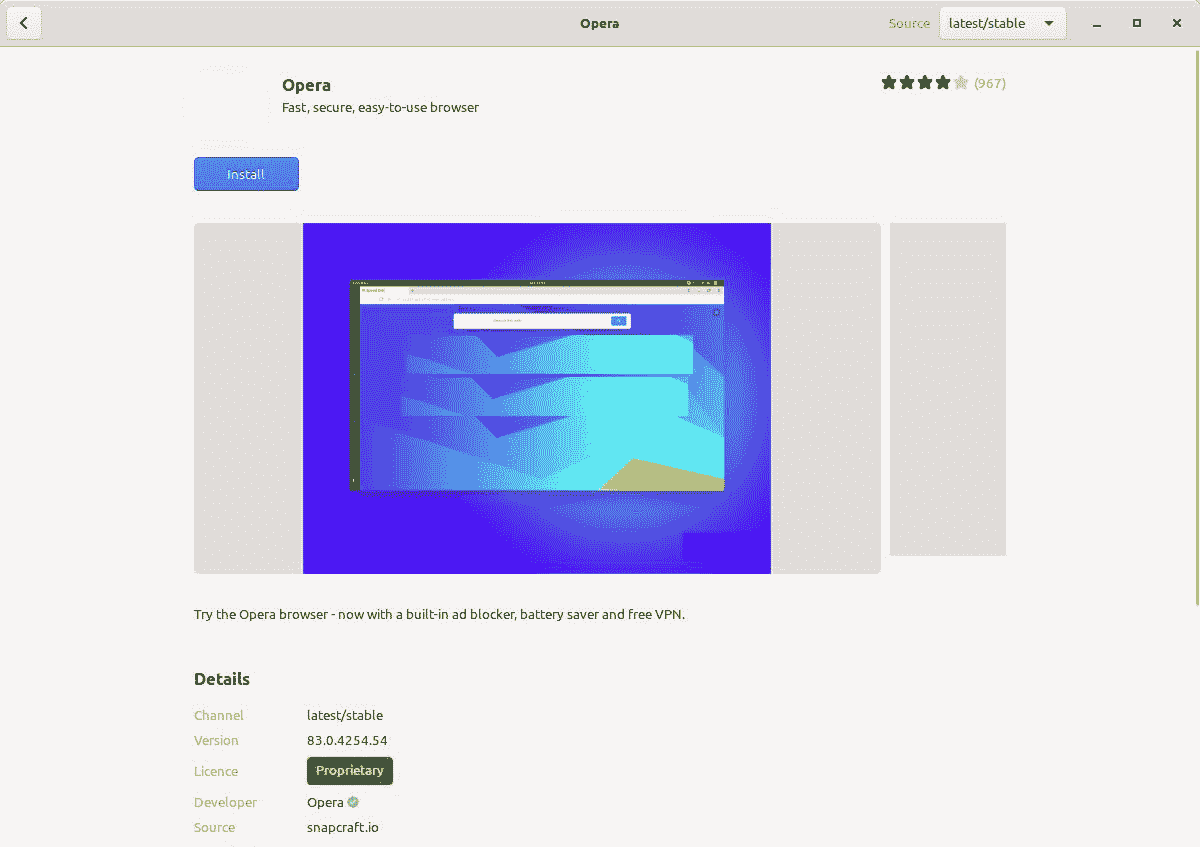 Opera
Source latest/stable
Opera
(967)
Fast, secure, easy-to-use browser
Install
Try the Opera browser - now with a built-in ad blocker, battery saver and free VPN.
Details
Channel latest/stable
Version 83.0.4254.54
Licence Proprietary
Developer Opera
Source snapcraft.io